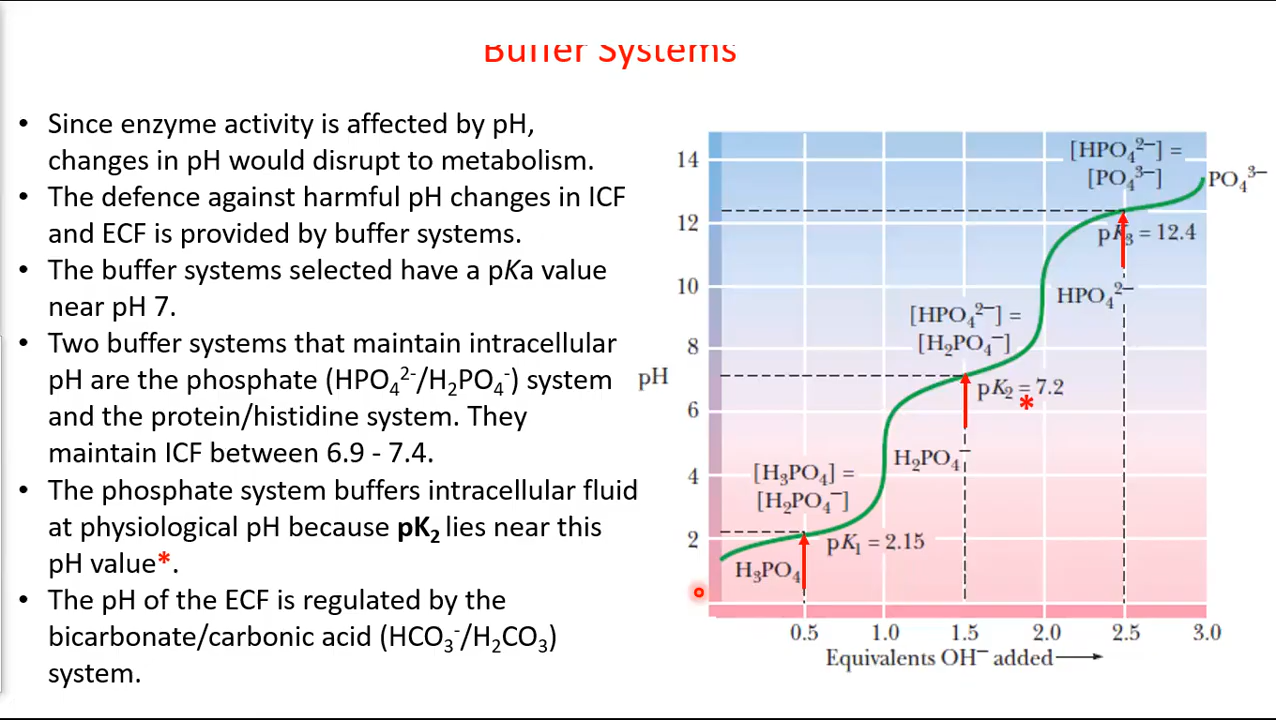 Buffer Systems
• Since enzyme activity is affected by pH,
changes in pH would disrupt to metabolism.
• The defence against harmful pH changes in ICF
and ECF is provided by buffer systems.
• The buffer systems selected have a pKa value
near pH 7.
• Two buffer systems that maintain intracellular
pH are the phosphate (HPO₄²⁻/H₂PO₄⁻) system
and the protein/histidine system. They
maintain ICF between 6.9 - 7.4.
• The phosphate system buffers intracellular fluid
at physiological pH because pK₂ lies near this
pH value*.
• The pH of the ECF is regulated by the
bicarbonate/carbonic acid (HCO₃⁻/H₂CO₃)
system.
pH
14
12
10
8
6
4
2
[HPO₄²⁻] =
[PO₄³⁻]
PO₄³⁻
pK₃ = 12.4
HPO₄²⁻
[HPO₄²⁻] =
[H₂PO₄⁻]
pK₂ = 7.2
*
H₂PO₄⁻
[H₃PO₄] =
[H₂PO₄⁻]
pK₁ = 2.15
H₃PO₄
0.5 1.0 1.5 2.0 2.5 3.0
Equivalents OH⁻ added→